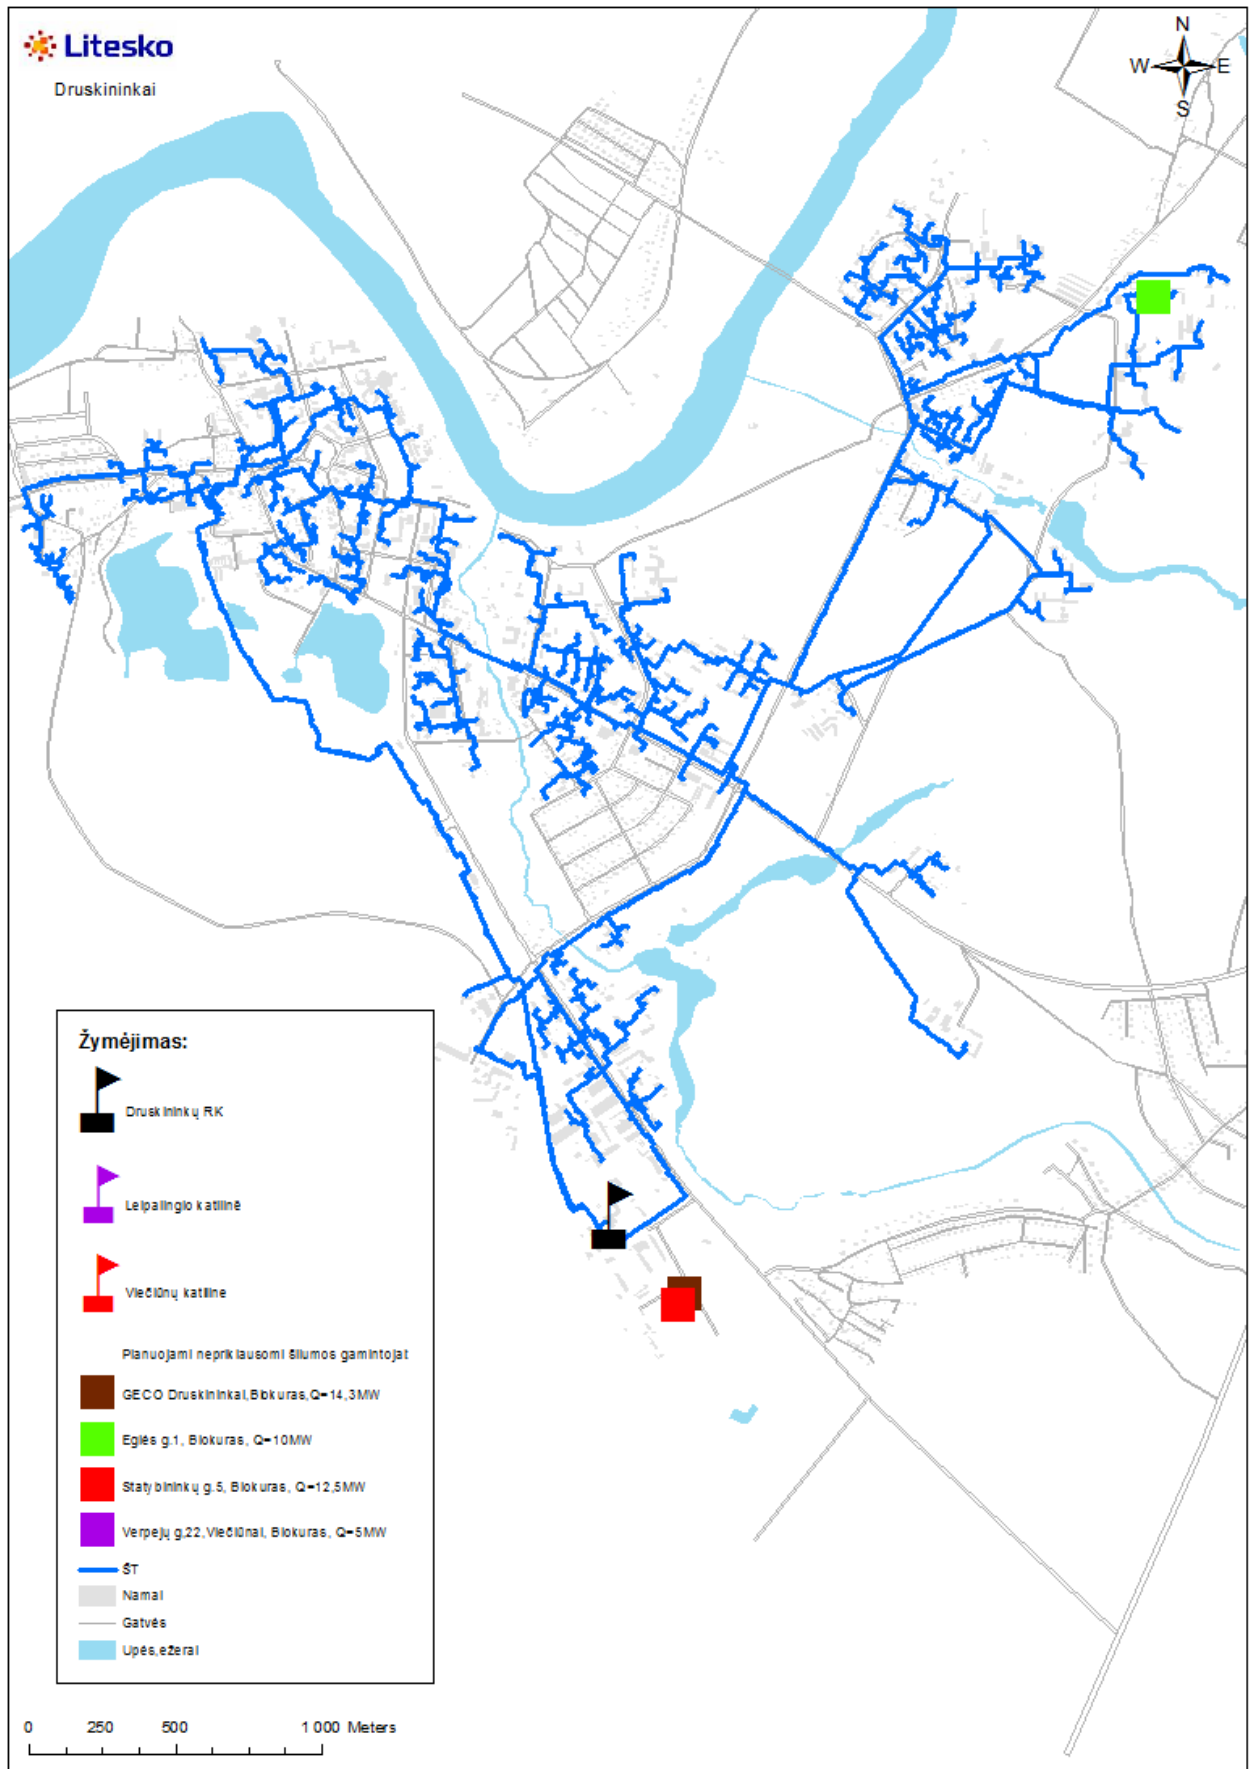 Litesko
Druskininkai
N
W E
S
Žymėjimas:
Druskininkų RK
Leipalingio katilinė
Viečiūnų katiline
Planuojami nepriklausomi šilumos gamintojat
GECO Druskininkai,Biokuras,Q=14,3MW
Eglės g.1, Biokuras, Q=10MW
Statybininkų g.5, Biokuras, Q=12,5MW
Verpejų g,22,Viečiūnai, Biokuras, Q=5MW
ŠT
Namai
Gatvės
Upės,ežerai
0 250 500 1 000 Meters